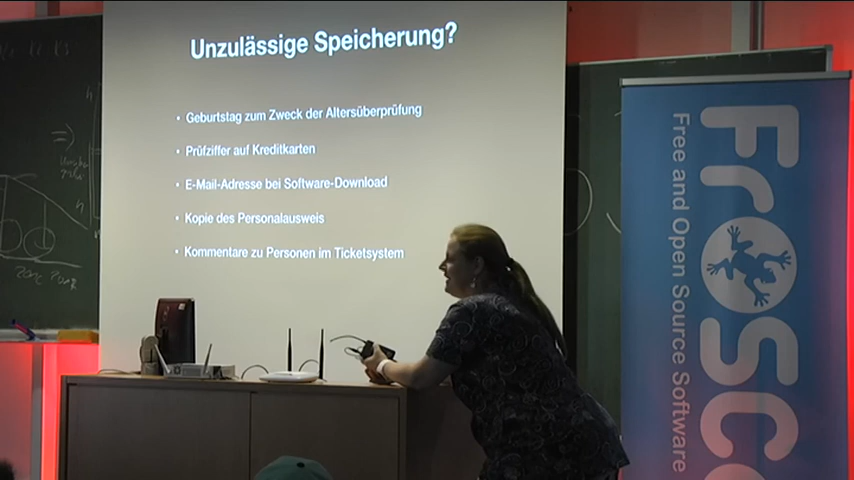 Unzulässige Speicherung?
• Geburtstag zum Zweck der Altersüberprüfung
• Prüfziffer auf Kreditkarten
• E-Mail-Adresse bei Software-Download
• Kopie des Personalausweis
• Kommentare zu Personen im Ticketsystem
FrOSC
Free and Open Source Software